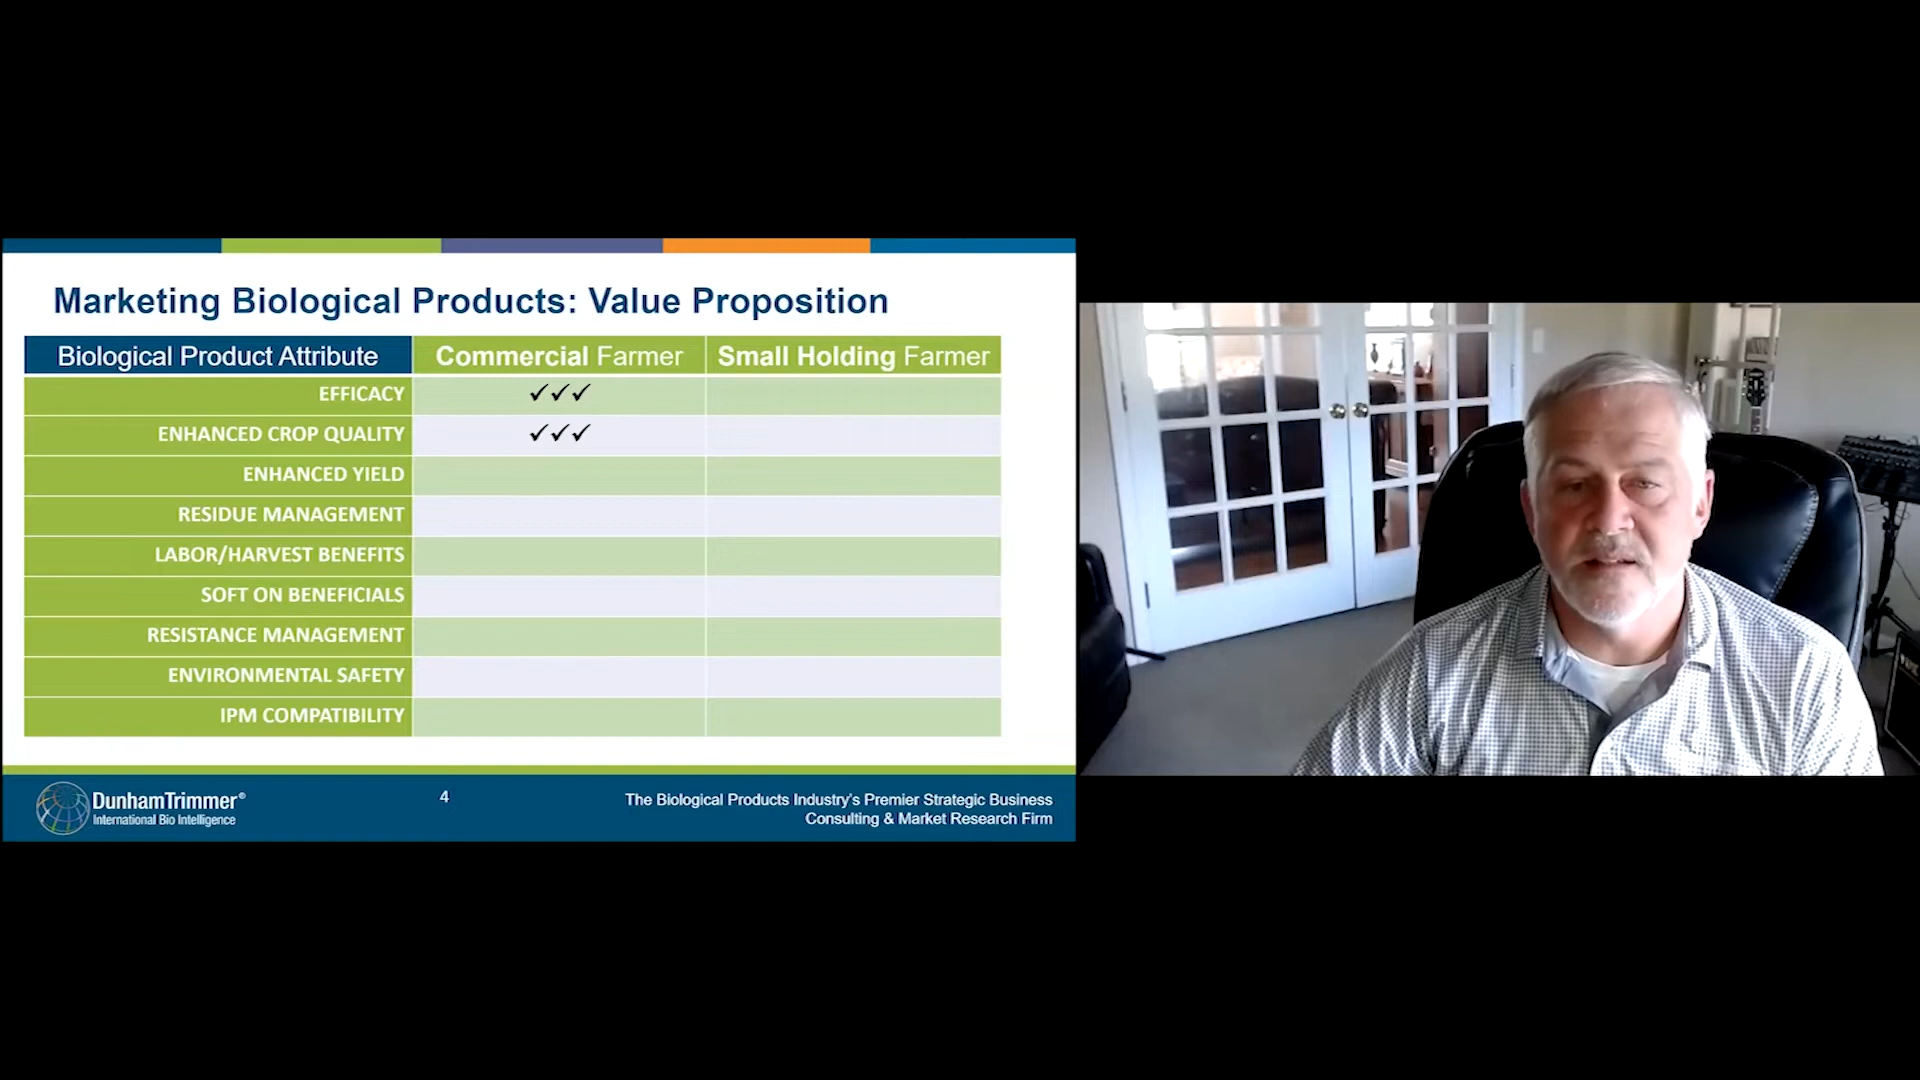 Marketing Biological Products: Value Proposition
Biological Product Attribute
Commercial Farmer
Small Holding Farmer
EFFICACY
✓✓✓
ENHANCED CROP QUALITY
✓✓✓
ENHANCED YIELD
RESIDUE MANAGEMENT
LABOR/HARVEST BENEFITS
SOFT ON BENEFICIALS
RESISTANCE MANAGEMENT
ENVIRONMENTAL SAFETY
IPM COMPATIBILITY
DunhamTrimmer®
International Bio Intelligence
4
The Biological Products Industry's Premier Strategic Business
Consulting & Market Research Firm